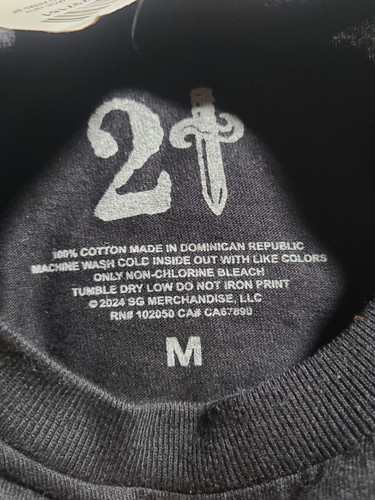 2
100% COTTON MADE IN DOMINICAN REPUBLIC
MACHINE WASH COLD INSIDE OUT WITH LIKE COLORS
ONLY NON-CHLORINE BLEACH
TUMBLE DRY LOW DO NOT IRON PRINT
© 2024 SG MERCHANDISE, LLC
RN# 102050 CA# CA67890
M